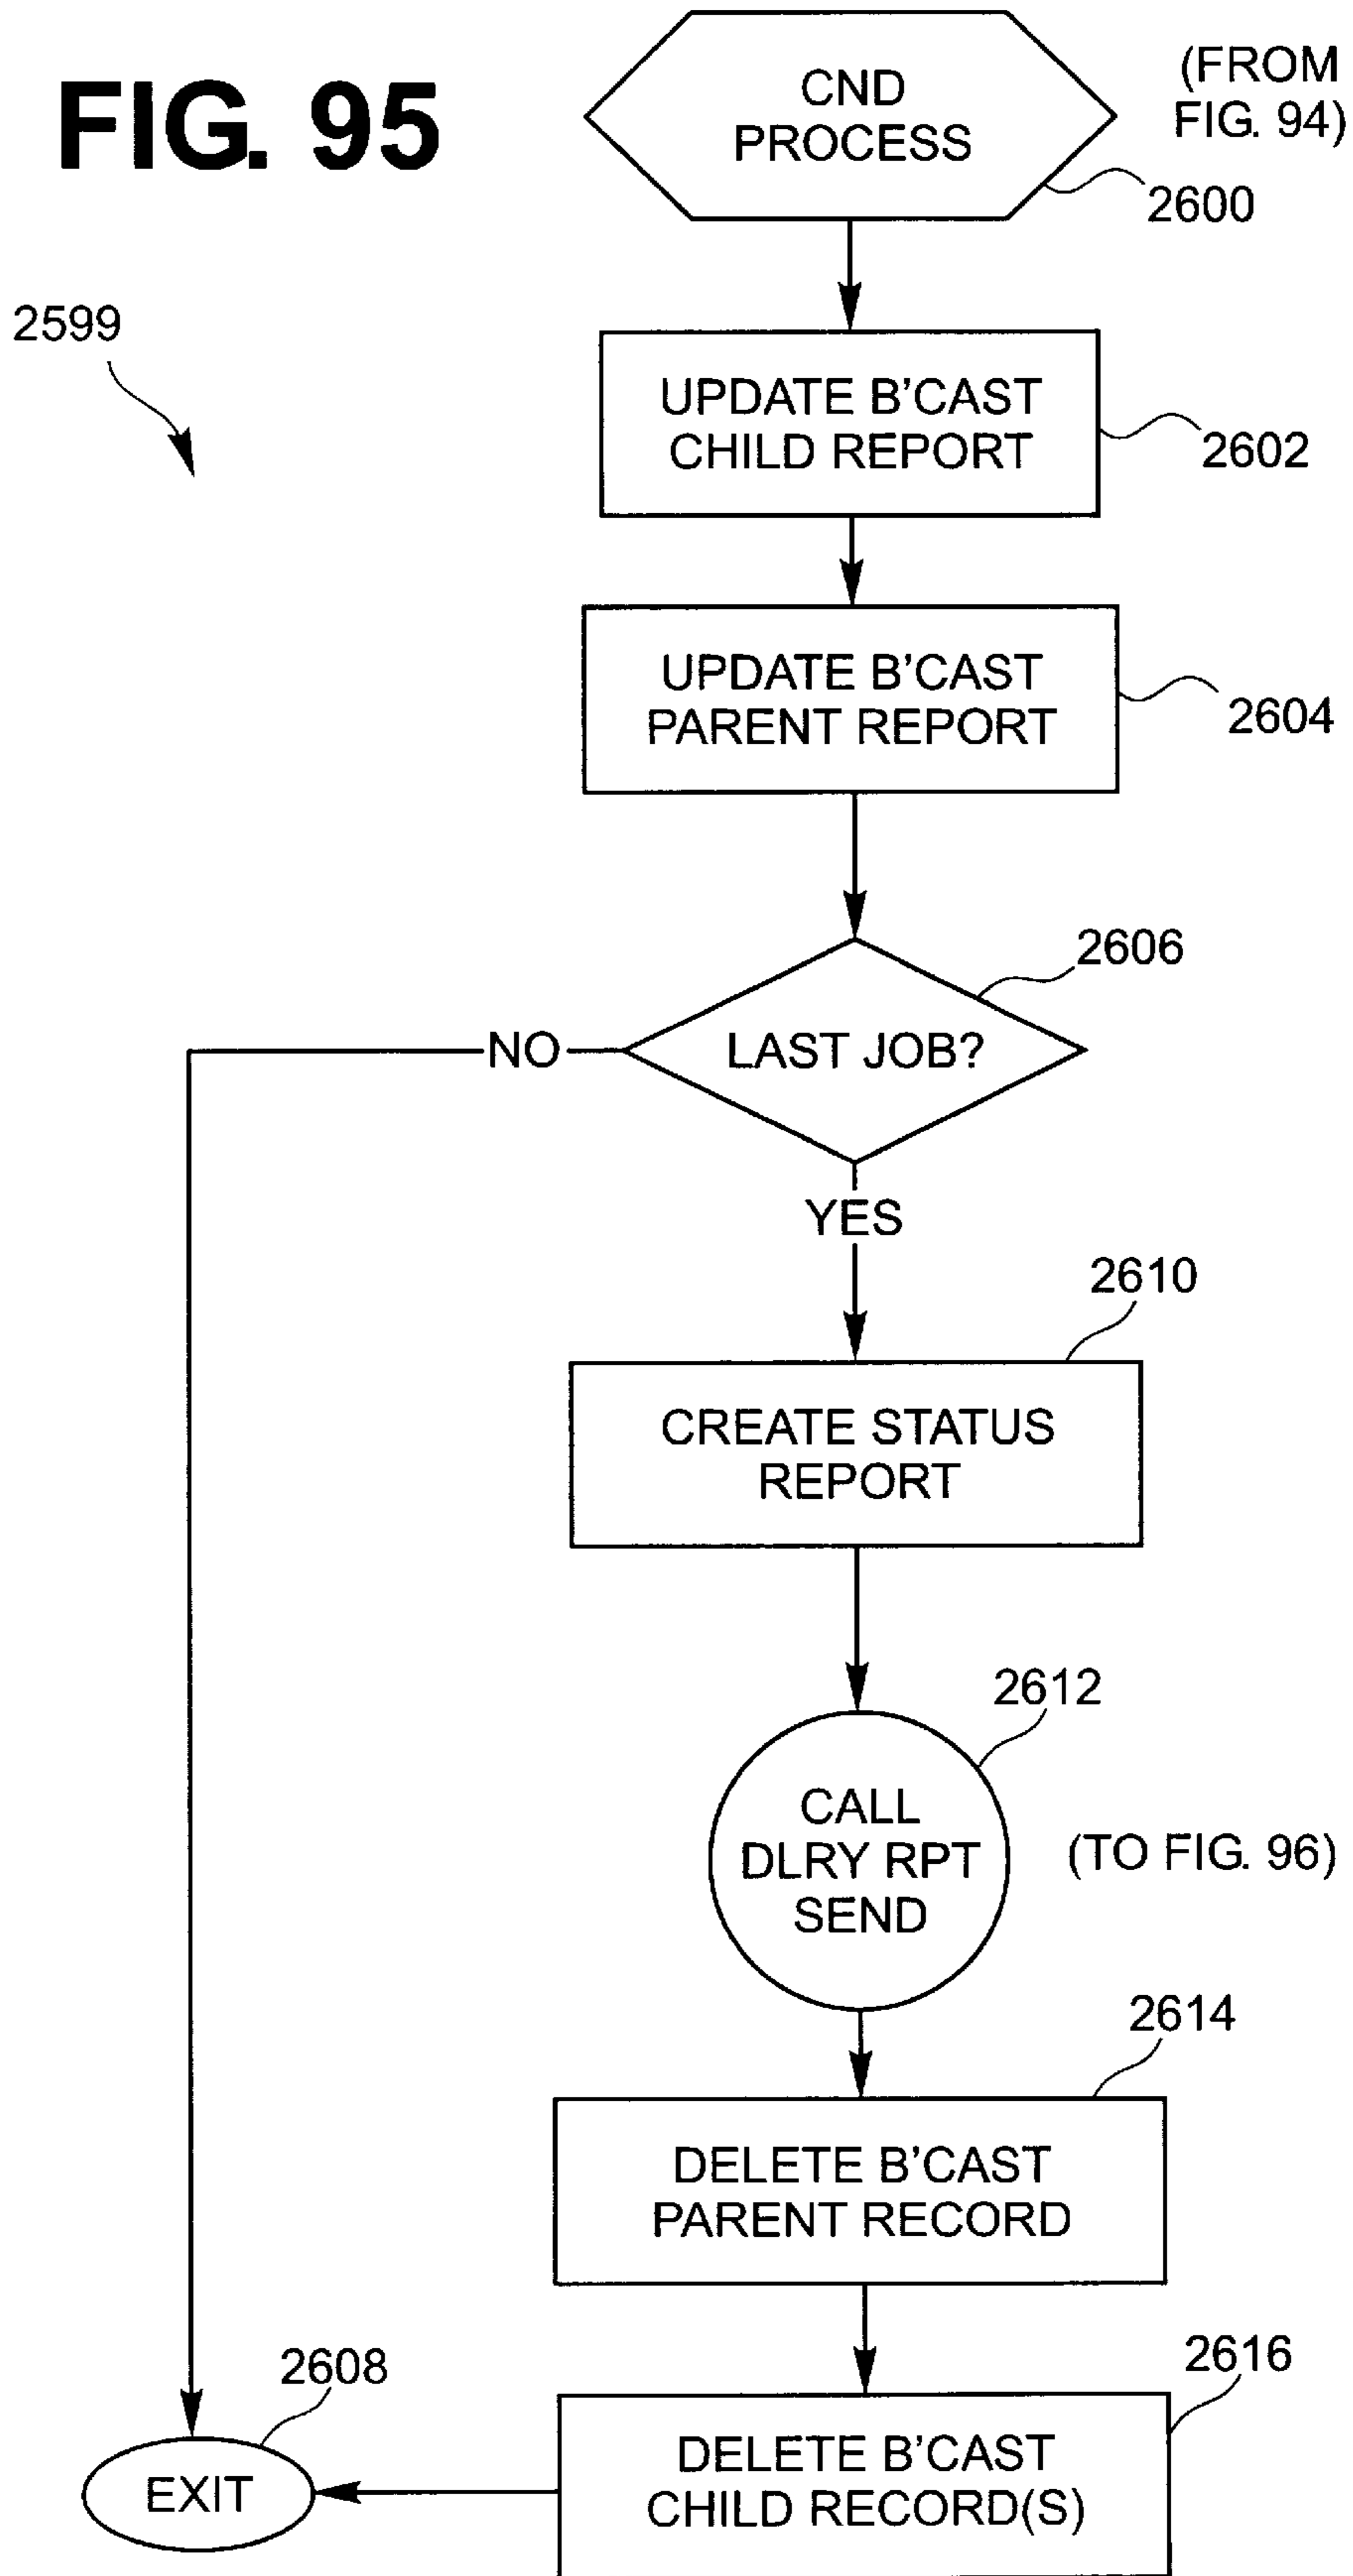 FIG. 95
CND
PROCESS
(FROM
FIG. 94)
2600
2599
UPDATE B'CAST
CHILD REPORT
2602
UPDATE B'CAST
PARENT REPORT
2604
2606
LAST JOB?
NO
YES
2610
CREATE STATUS
REPORT
2612
CALL
DLRY RPT
SEND
(TO FIG. 96)
2614
DELETE B'CAST
PARENT RECORD
2616
2608
DELETE B'CAST
CHILD RECORD(S)
EXIT